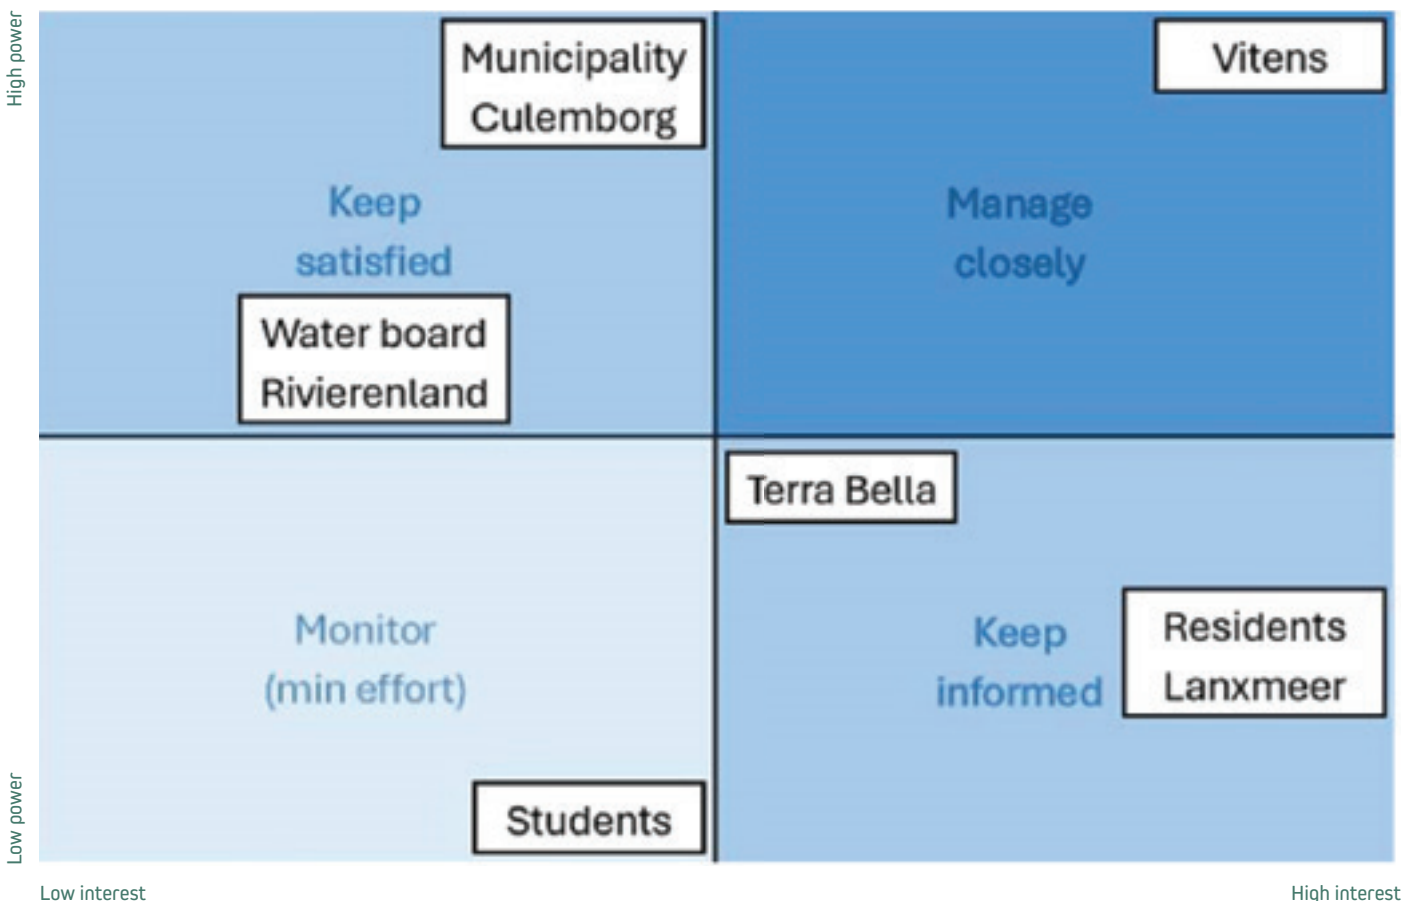 High power
Municipality
Culemborg
Vitens
Keep
satisfied
Manage
closely
Water board
Rivierenland
Terra Bella
Monitor
(min effort)
Keep
informed
Residents
Lanxmeer
Students
Low power
Low interest
High interest